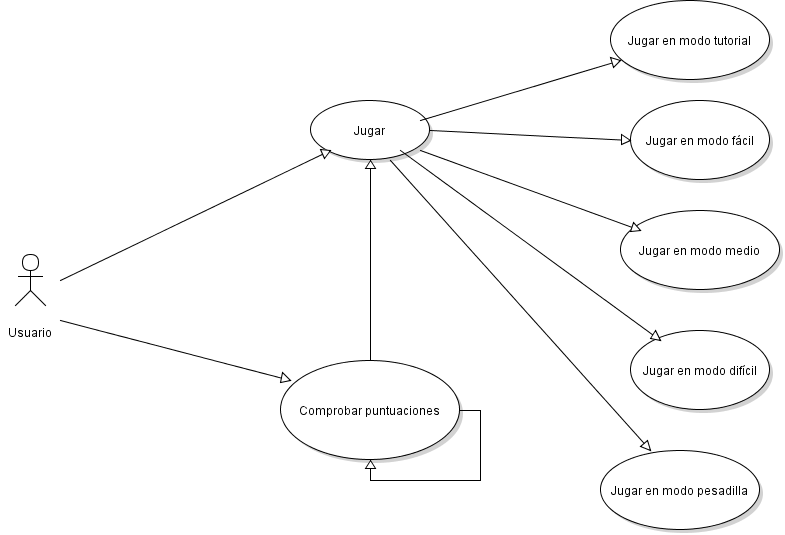 Jugar en modo tutorial
Jugar
Jugar en modo fácil
Jugar en modo medio
Usuario
Jugar en modo difícil
Comprobar puntuaciones
Jugar en modo pesadilla